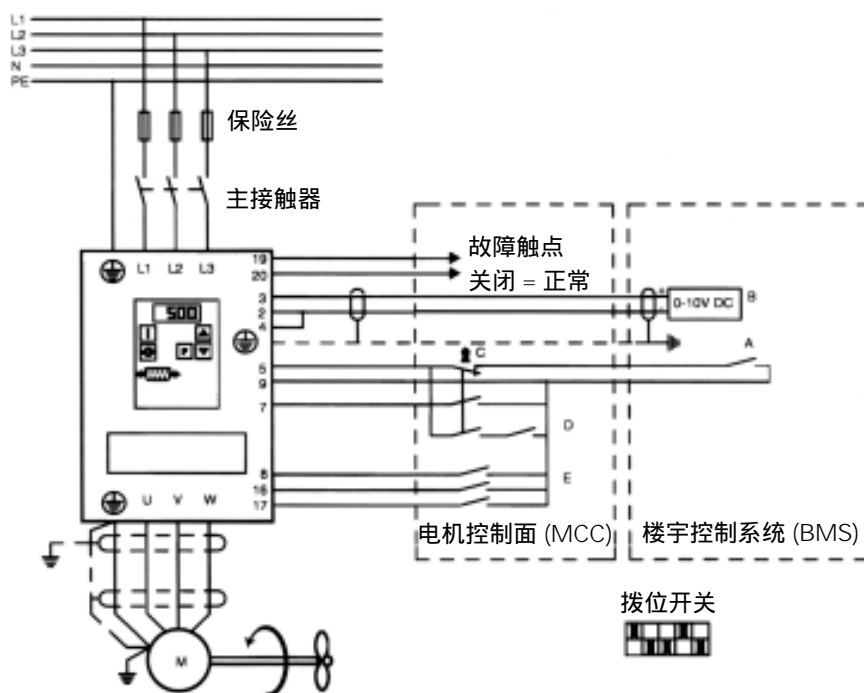 L1
L2
L3
N
PE
保险丝
主接触器
L1 L2 L3
19
20
3
2
4
5
9
7
8
16
17
500
P
故障触点
关闭 = 正常
0-10V DC
B
A
C
D
E
U V W
电机控制面 (MCC)
楼宇控制系统 (BMS)
拨位开关
M